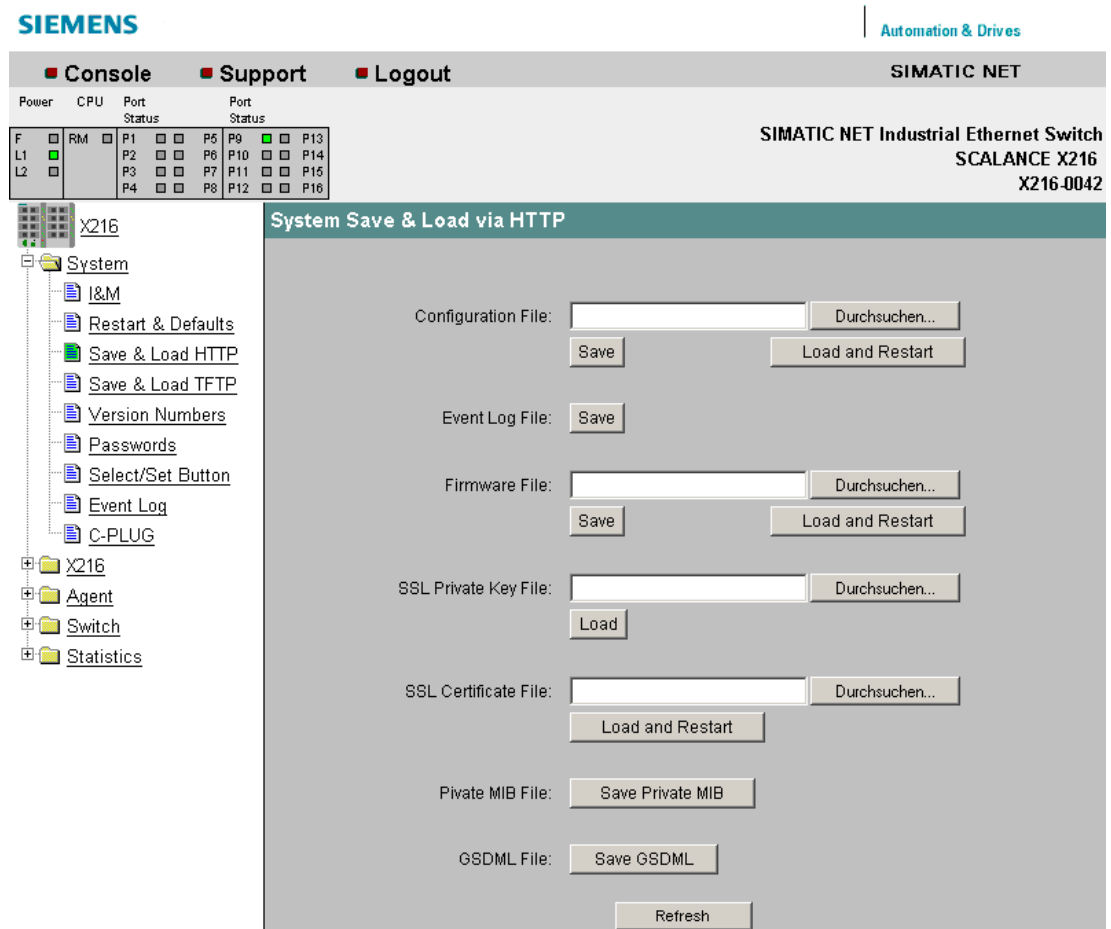 SIEMENS
Automation & Drives
Console Support Logout SIMATIC NET
Power CPU Port Status Port Status
F RM P1 P5 P9 P13
L1 P2 P6 P10 P14
L2 P3 P7 P11 P15
P4 P8 P12 P16
SIMATIC NET Industrial Ethernet Switch
SCALANCE X216
X216-0042
X216
System
I&M
Restart & Defaults
Save & Load HTTP
Save & Load TFTP
Version Numbers
Passwords
Select/Set Button
Event Log
C-PLUG
X216
Agent
Switch
Statistics
System Save & Load via HTTP
Configuration File: Durchsuchen...
Save Load and Restart
Event Log File: Save
Firmware File: Durchsuchen...
Save Load and Restart
SSL Private Key File: Durchsuchen...
Load
SSL Certificate File: Durchsuchen...
Load and Restart
Pivate MIB File: Save Private MIB
GSDML File: Save GSDML
Refresh